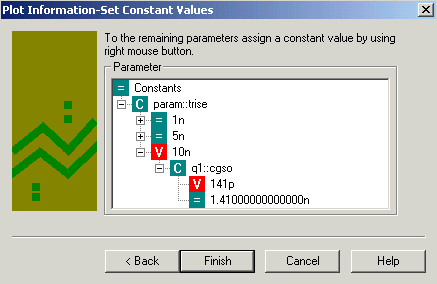 Plot Information-Set Constant Values
To the remaining parameters assign a constant value by using
right mouse button.
Parameter
= Constants
C param::trise
= 1n
= 5n
V 10n
C q1::cgso
V 141p
= 1.41000000000000n
< Back
Finish
Cancel
Help